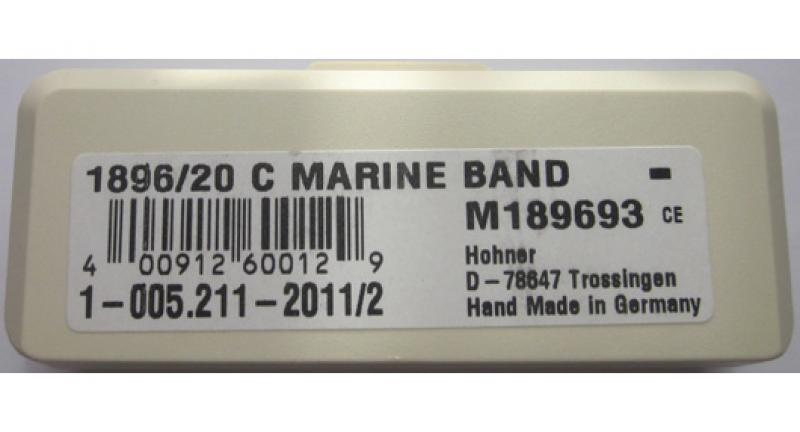 1896/20 C MARINE BAND -
M189693 CE
4 00912 60012 9
Hohner
D-78647 Trossingen
1-005.211-2011/2
Hand Made in Germany